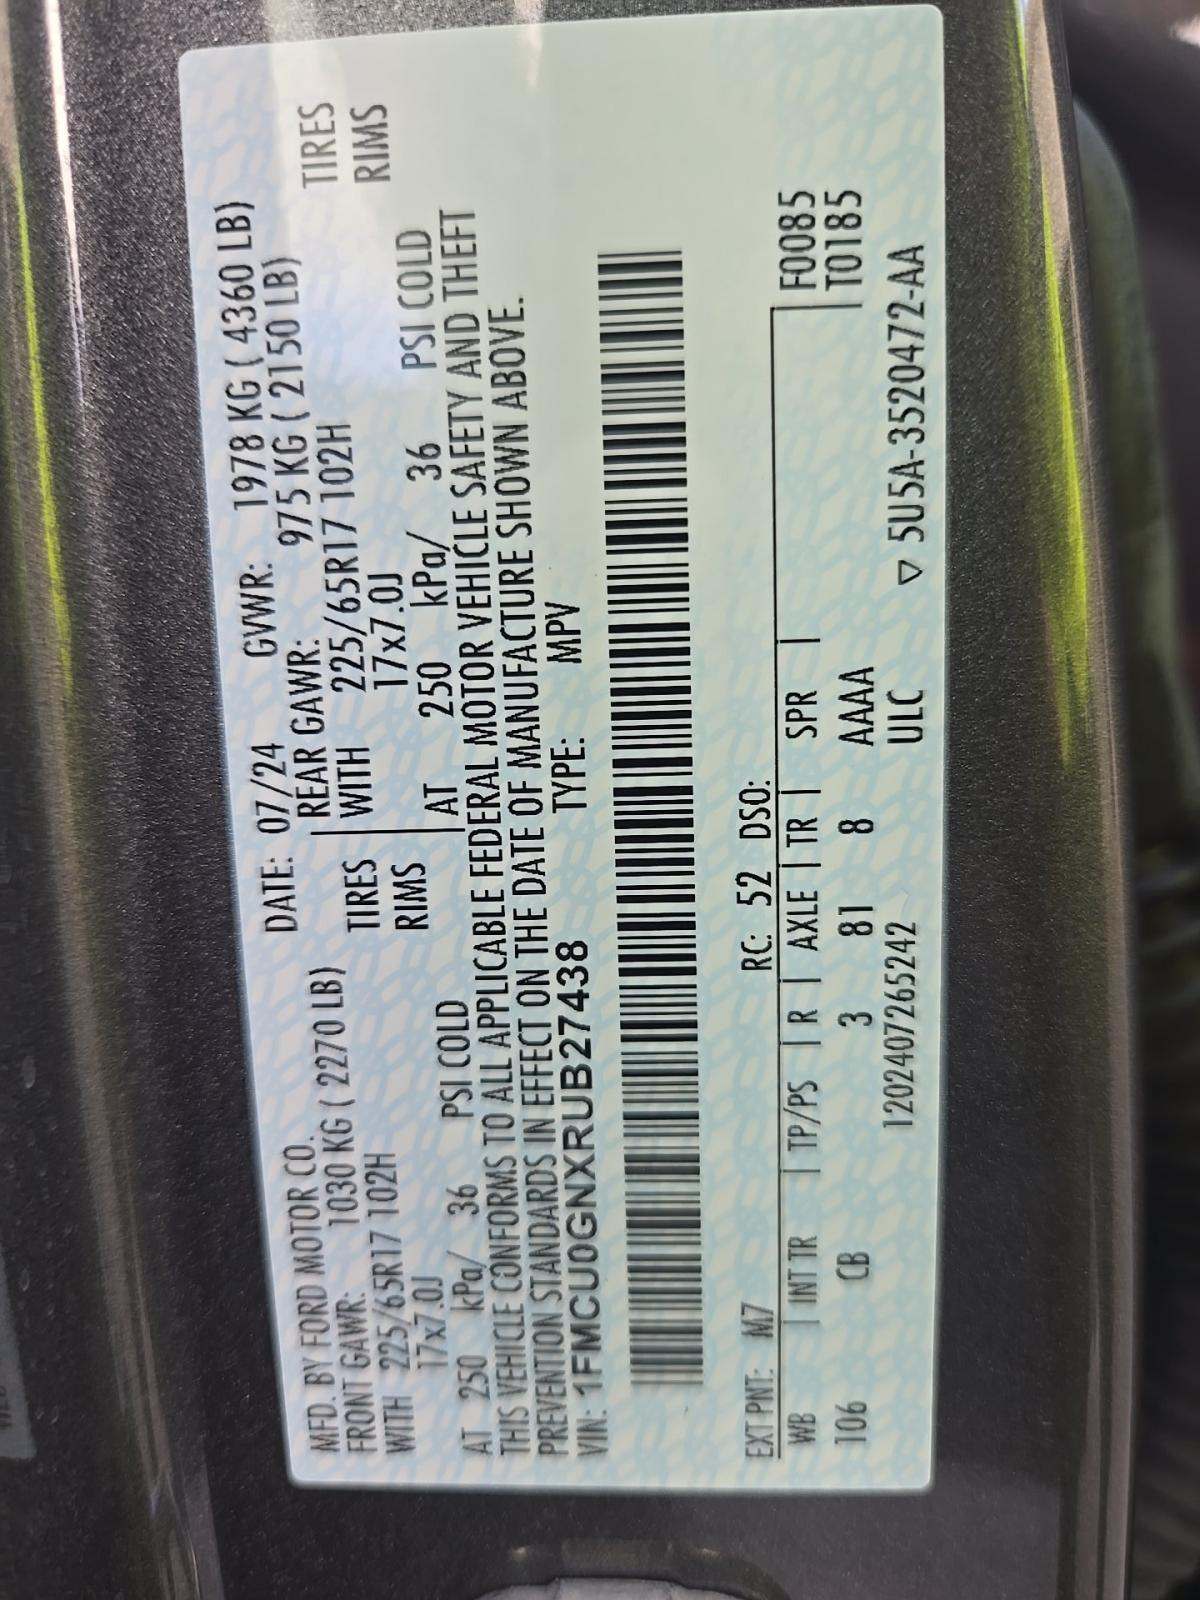 MFD. BY FORD MOTOR CO. DATE: 07/24 GVWR: 1978 KG ( 4360 LB)
FRONT GAWR: 1030 KG ( 2270 LB) REAR GAWR: 975 KG ( 2150 LB)
WITH 225/65R17 102H TIRES WITH 225/65R17 102H TIRES
17x7.0J RIMS 17x7.0J RIMS
AT 250 kPa/ 36 PSI COLD AT 250 kPa/ 36 PSI COLD
THIS VEHICLE CONFORMS TO ALL APPLICABLE FEDERAL MOTOR VEHICLE SAFETY AND THEFT
PREVENTION STANDARDS IN EFFECT ON THE DATE OF MANUFACTURE SHOWN ABOVE.
VIN: 1FMCU0GNXRUB27438 TYPE: MPV
EXT PNT: M7 RC: 52 DSO:
WB | INT TR | TP/PS | R | AXLE | TR | SPR | F0085
106 CB 3 81 8 AAAA T0185
1202407265242 ULC ▽ 5U5A-3520472-AA